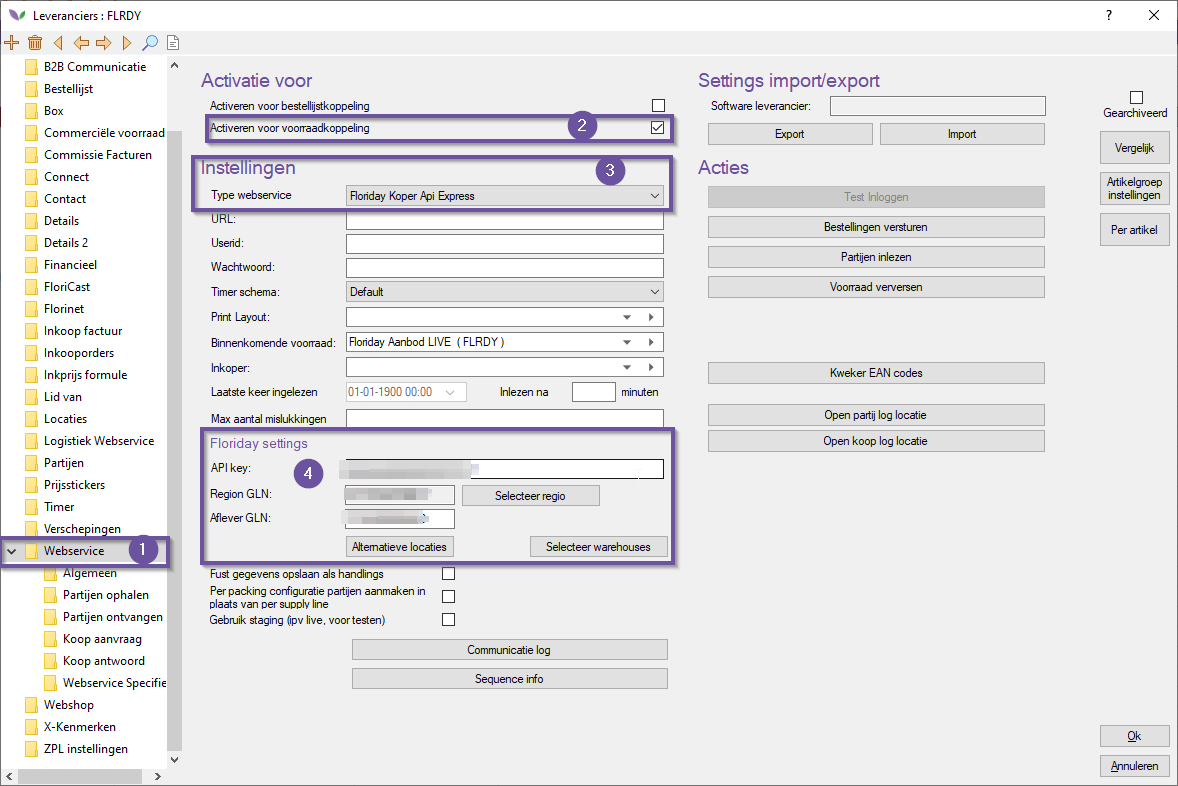 Leveranciers : FLRDY
?
B2B Communicatie
Bestellijst
Box
Commerciële voorraad
Commissie Facturen
Connect
Contact
Details
Details 2
Financieel
FloriCast
Florinet
Inkoop factuur
Inkooporders
Inkprijs formule
Lid van
Locaties
Logistiek Webservice
Partijen
Prijsstickers
Timer
Verschepingen
Webservice
1
Algemeen
Partijen ophalen
Partijen ontvangen
Koop aanvraag
Koop antwoord
Webservice Specifie
Webshop
X-Kenmerken
ZPL instellingen
Activatie voor
Activeren voor bestellijstkoppeling
Activeren voor voorraadkoppeling
2
Instellingen
3
Type webservice
Floriday Koper Api Express
URL:
Userid:
Wachtwoord:
Timer schema:
Default
Print Layout:
Binnenkomende voorraad:
Floriday Aanbod LIVE ( FLRDY )
Inkoper:
Laatste keer ingelezen
01-01-1900 00:00
Inlezen na
minuten
Max aantal mislukkingen
Floriday settings
API key:
4
Region GLN:
Selecteer regio
Aflever GLN:
Alternatieve locaties
Selecteer warehouses
Fust gegevens opslaan als handlings
Per packing configuratie partijen aanmaken in
plaats van per supply line
Gebruik staging (ipv live, voor testen)
Communicatie log
Sequence info
Settings import/export
Software leverancier:
Export
Import
Acties
Test Inloggen
Bestellingen versturen
Partijen inlezen
Voorraad verversen
Kweker EAN codes
Open partij log locatie
Open koop log locatie
Gearchiveerd
Vergelijk
Artikelgroep
instellingen
Per artikel
Ok
Annuleren